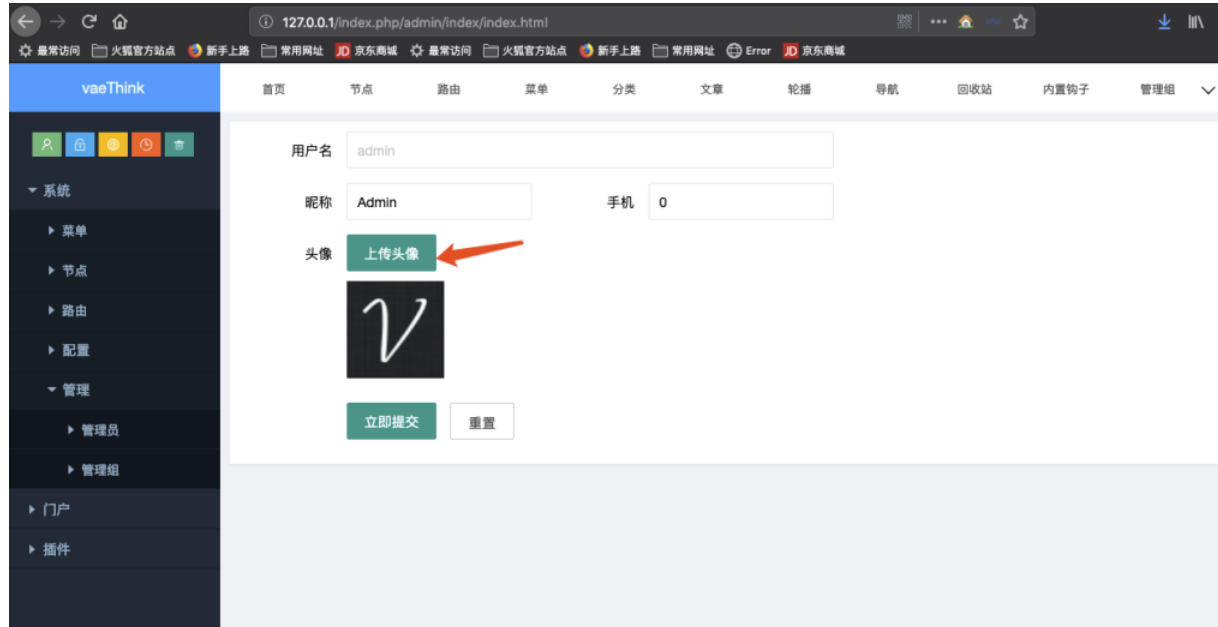 127.0.0.1/index.php/admin/index/index.html
最常访问 火狐官方站点 新手上路 常用网址 JD 京东商城 最常访问 火狐官方站点 新手上路 常用网址 Error JD 京东商城
vaeThink 首页 节点 路由 菜单 分类 文章 轮播 导航 回收站 内置钩子 管理组
用户名 admin
系统
昵称 Admin 手机 0
菜单
头像 上传头像
节点
路由
V
配置
管理
立即提交 重置
管理员
管理组
门户
插件